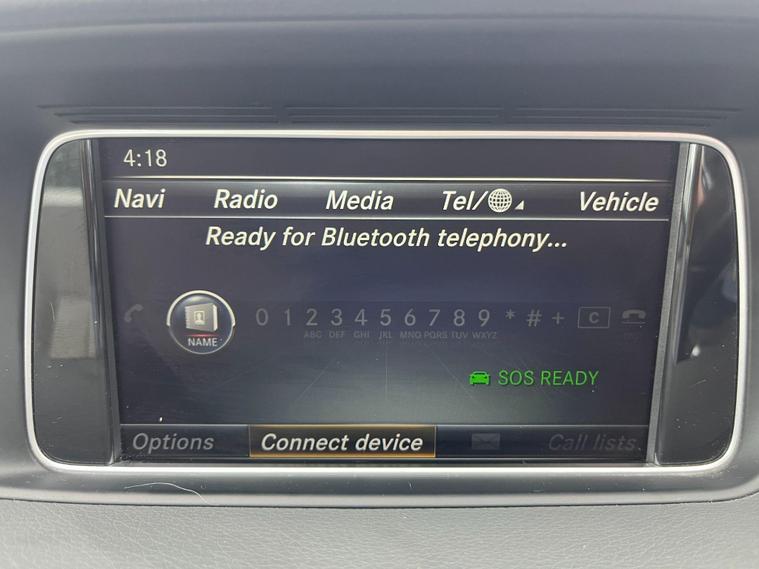 4:18
Navi Radio Media Tel/ Vehicle
Ready for Bluetooth telephony...
NAME 0 1 2 3 4 5 6 7 8 9 * # + C
ABC DEF GHI JKL MNO PQRS TUV WXYZ
SOS READY
Options Connect device Call lists